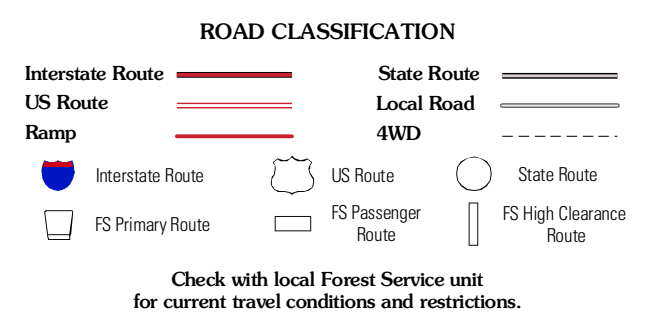 ROAD CLASSIFICATION
Interstate Route
State Route
US Route
Local Road
Ramp
4WD
Interstate Route
US Route
State Route
FS Primary Route
FS Passenger
Route
FS High Clearance
Route
Check with local Forest Service unit
for current travel conditions and restrictions.